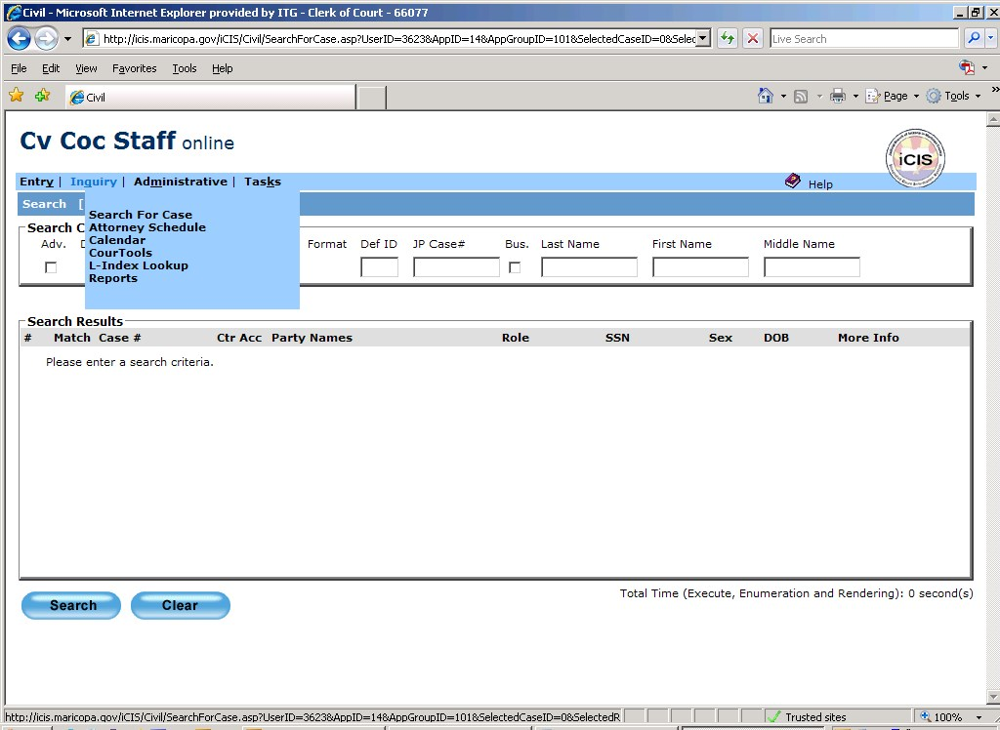 Civil - Microsoft Internet Explorer provided by ITG - Clerk of Court - 66077
http://icis.maricopa.gov/iCIS/Civil/SearchForCase.asp?UserID=3623&AppID=14&AppGroupID=101&SelectedCaseID=0&Selec
Live Search
File Edit View Favorites Tools Help
Civil
Page Tools
Cv Coc Staff online
iCIS
Entry | Inquiry | Administrative | Tasks
Help
Search [
Search For Case
Attorney Schedule
Calendar
CourTools
L-Index Lookup
Reports
Search C
Adv. Format Def ID JP Case# Bus. Last Name First Name Middle Name
Search Results
# Match Case # Ctr Acc Party Names Role SSN Sex DOB More Info
Please enter a search criteria.
Total Time (Execute, Enumeration and Rendering): 0 second(s)
Search Clear
http://icis.maricopa.gov/iCIS/Civil/SearchForCase.asp?UserID=3623&AppID=14&AppGroupID=101&SelectedCaseID=0&SelectedR
Trusted sites
100%